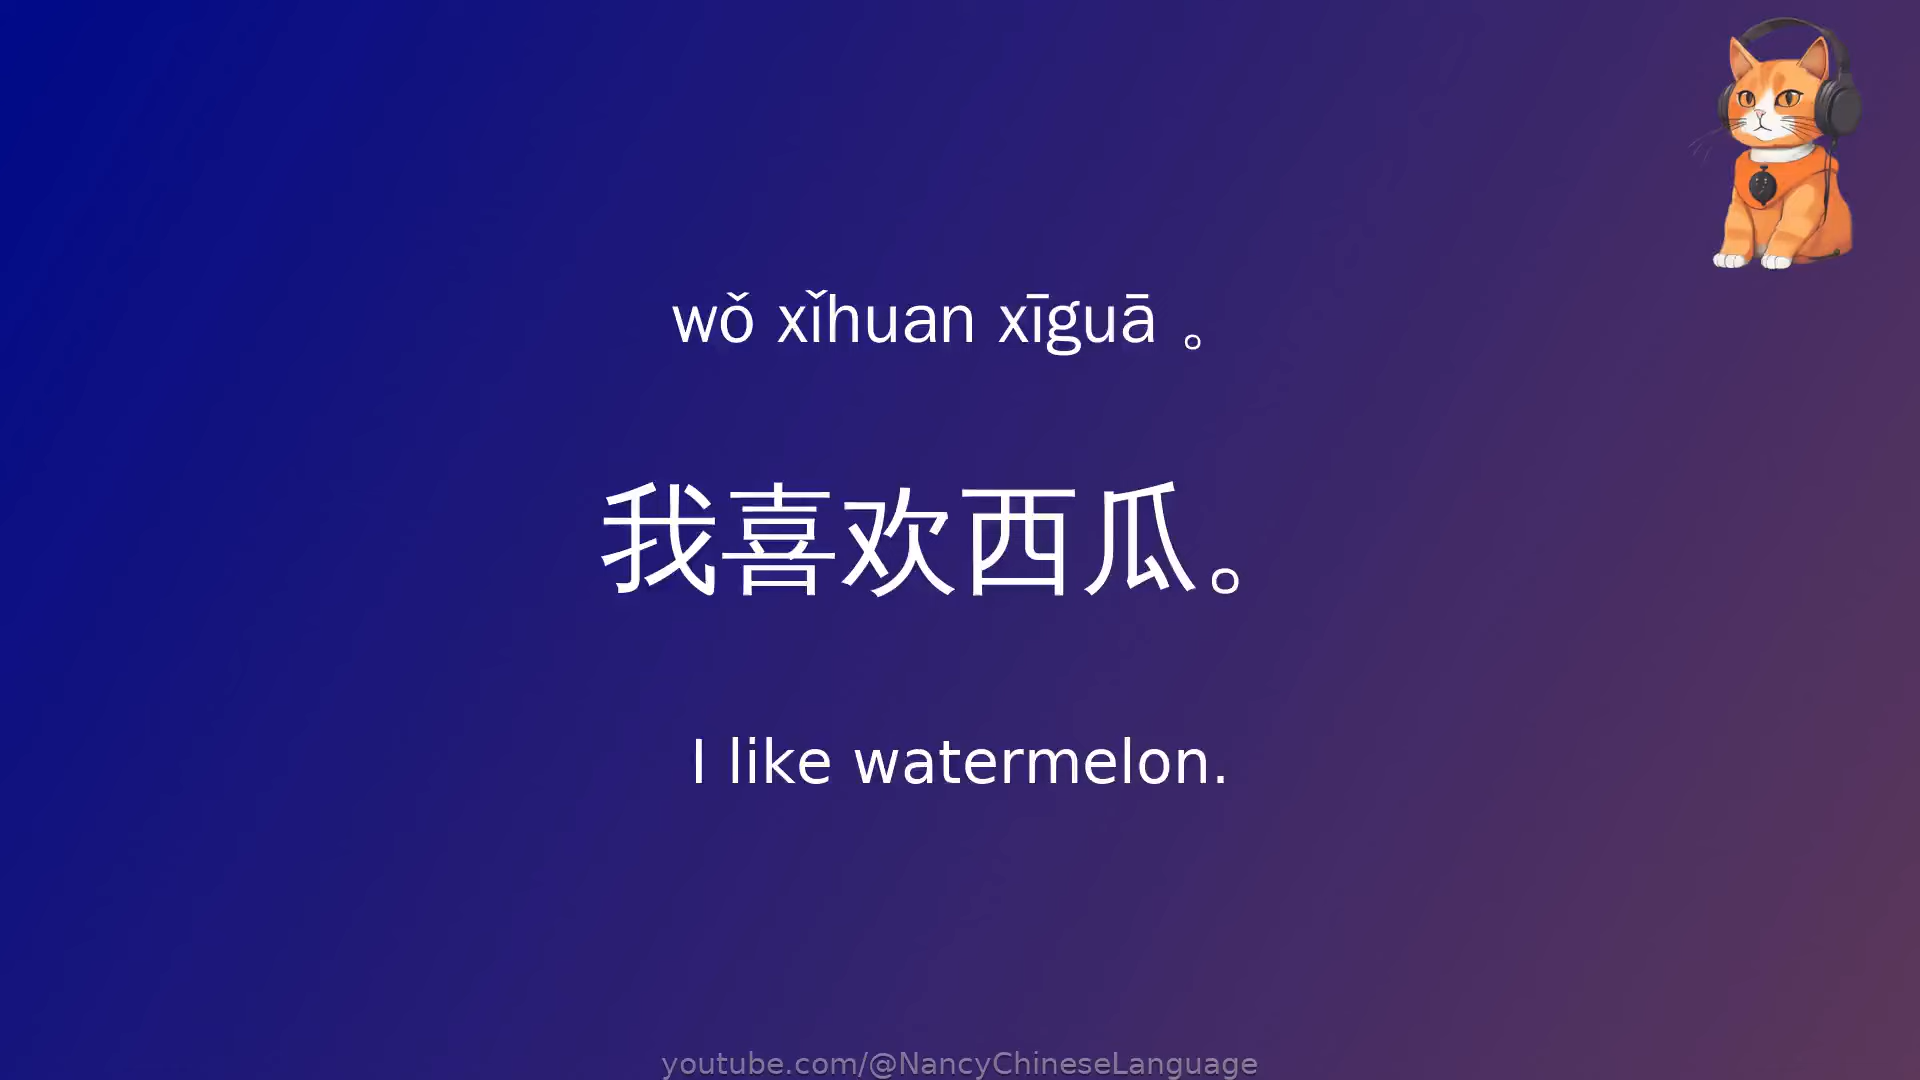 wǒ xǐhuan xīguā 。
我喜欢西瓜。
I like watermelon.
youtube.com/@NancyChineseLanguage